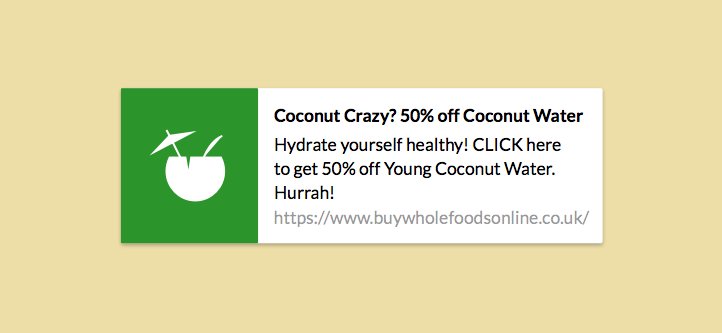 Coconut Crazy? 50% off Coconut Water
Hydrate yourself healthy! CLICK here
to get 50% off Young Coconut Water.
Hurrah!
https://www.buywholefoodsonline.co.uk/